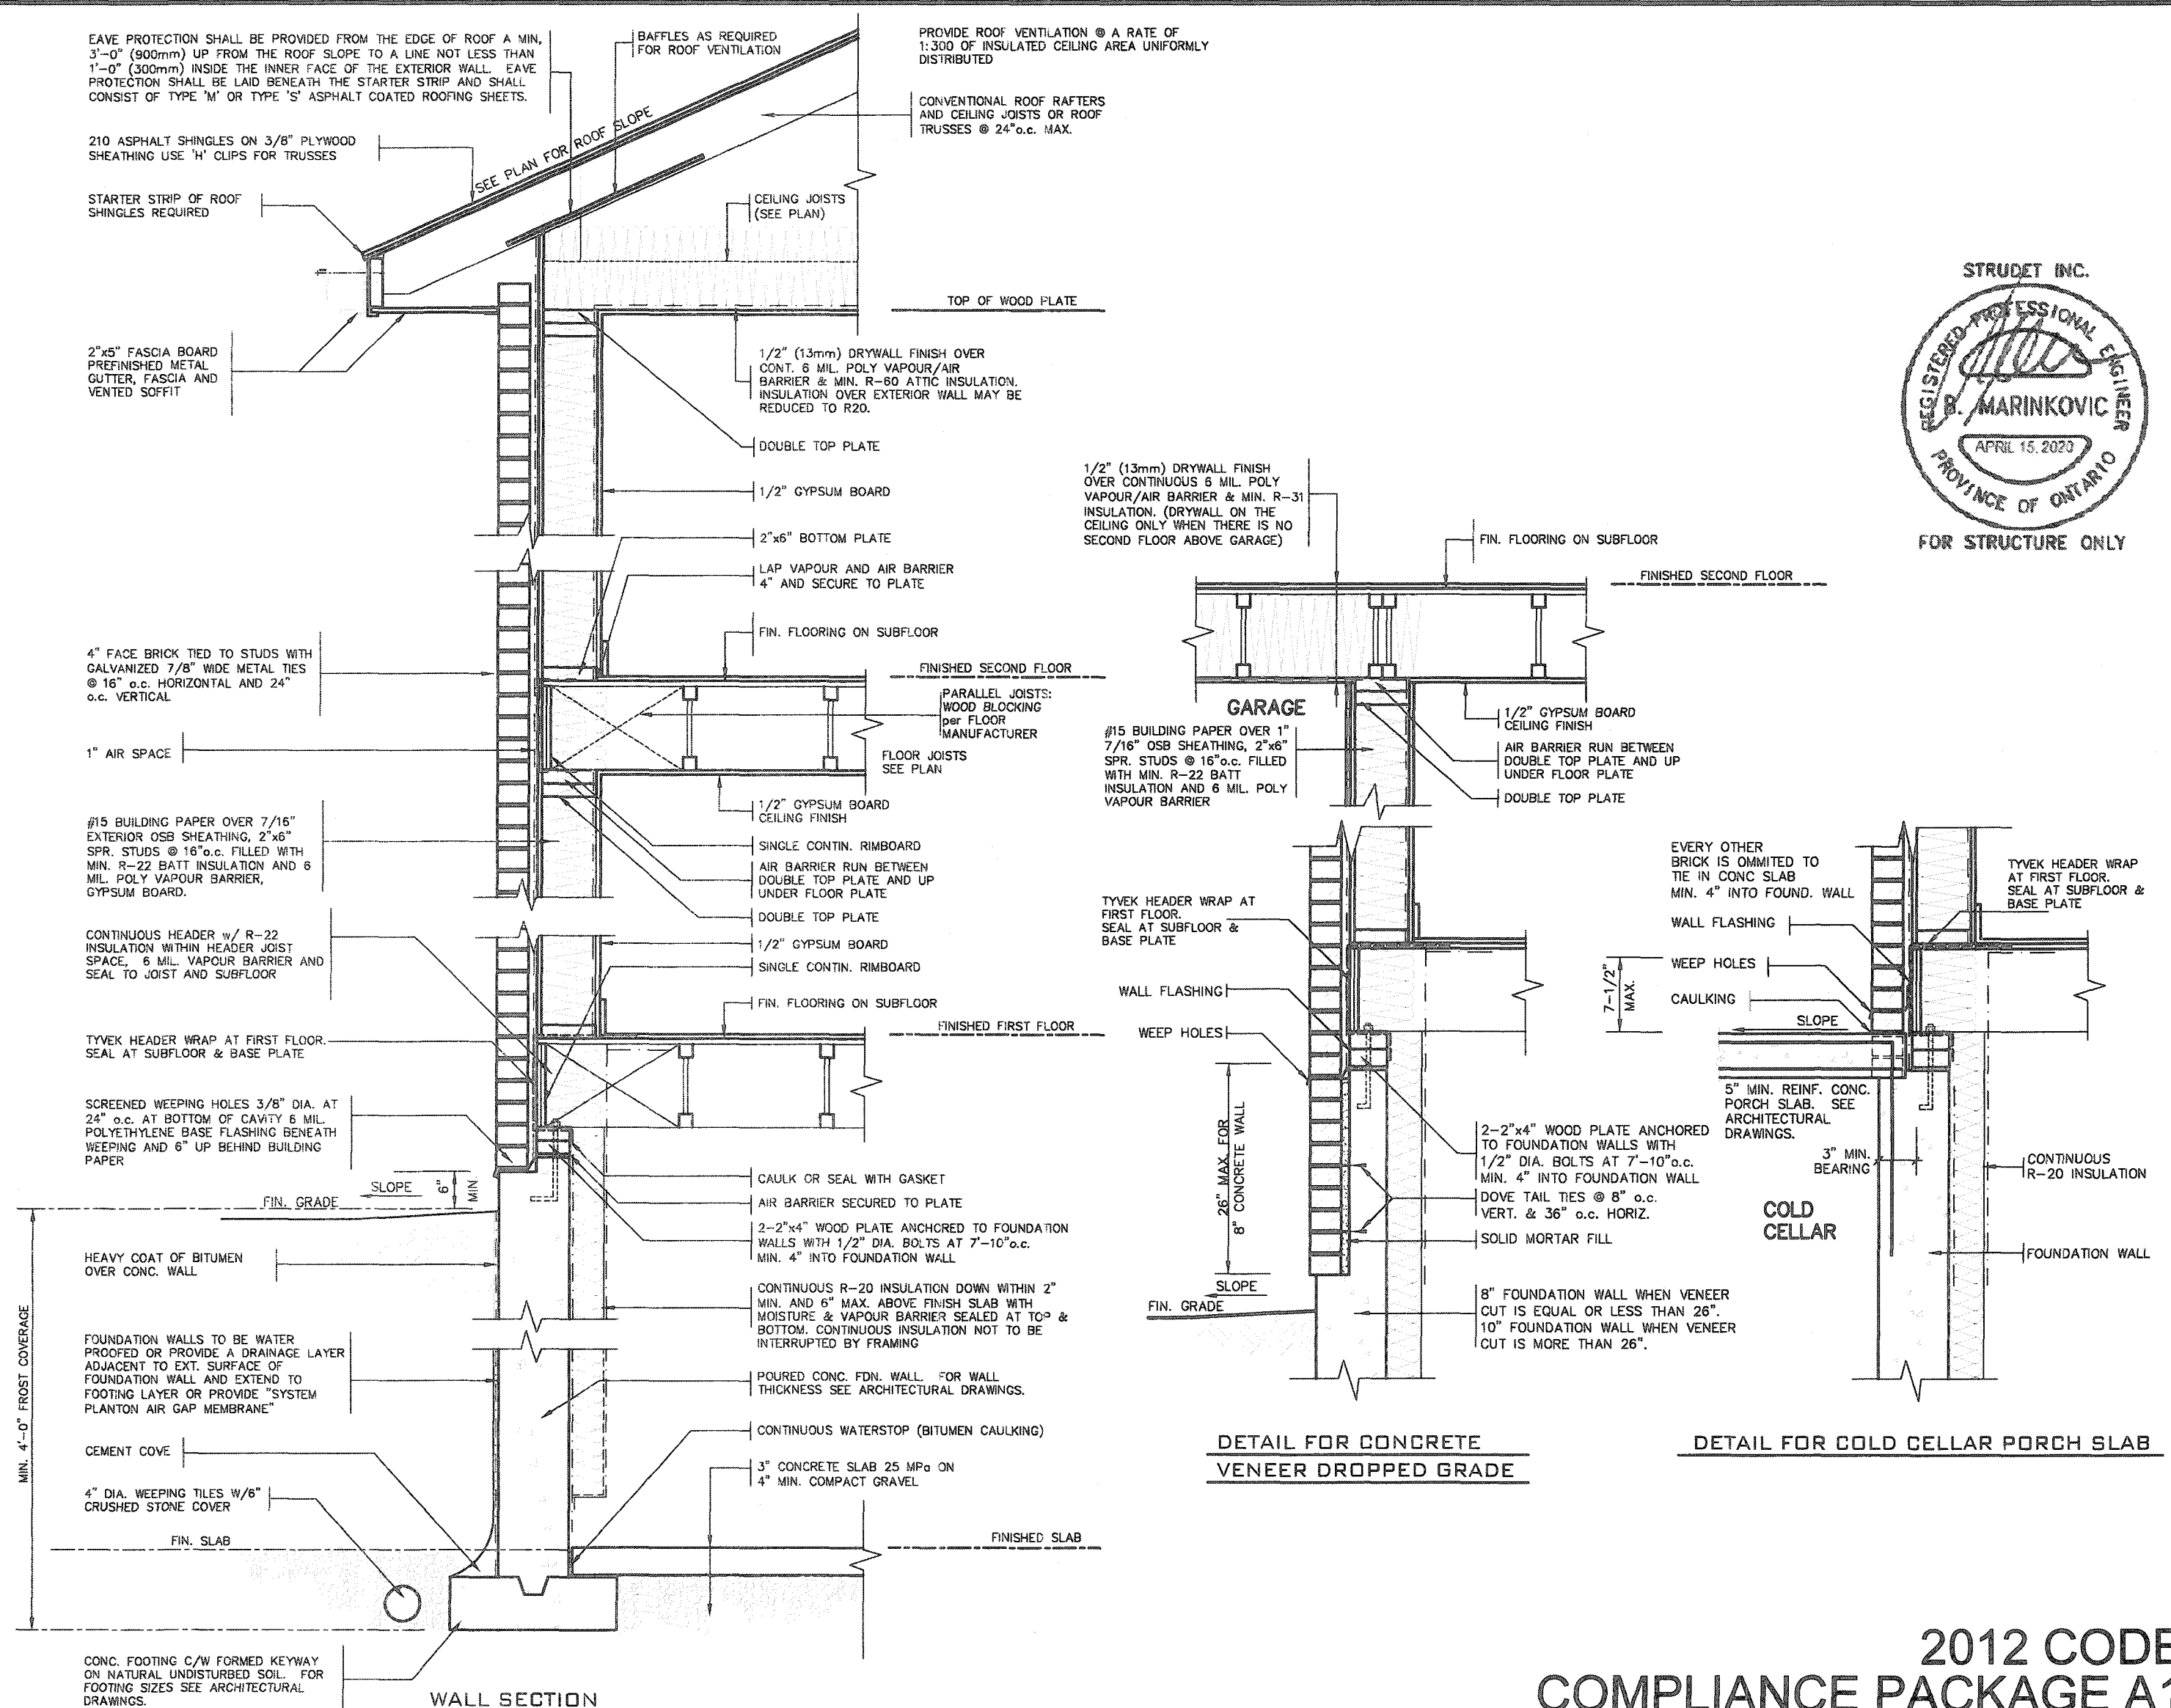 EAVE PROTECTION SHALL BE PROVIDED FROM THE EDGE OF ROOF A MIN,
3'-0" (900mm) UP FROM THE ROOF SLOPE TO A LINE NOT LESS THAN
1'-0" (300mm) INSIDE THE INNER FACE OF THE EXTERIOR WALL. EAVE
PROTECTION SHALL BE LAID BENEATH THE STARTER STRIP AND SHALL
CONSIST OF TYPE 'M' OR TYPE 'S' ASPHALT COATED ROOFING SHEETS.
BAFFLES AS REQUIRED
FOR ROOF VENTILATION
PROVIDE ROOF VENTILATION @ A RATE OF
1:300 OF INSULATED CEILING AREA UNIFORMLY
DISTRIBUTED
CONVENTIONAL ROOF RAFTERS
AND CEILING JOISTS OR ROOF
TRUSSES @ 24"o.c. MAX.
210 ASPHALT SHINGLES ON 3/8" PLYWOOD
SHEATHING USE 'H' CLIPS FOR TRUSSES
SEE PLAN FOR ROOF SLOPE
STARTER STRIP OF ROOF
SHINGLES REQUIRED
CEILING JOISTS
(SEE PLAN)
TOP OF WOOD PLATE
2"x5" FASCIA BOARD
PREFINISHED METAL
GUTTER, FASCIA AND
VENTED SOFFIT
1/2" (13mm) DRYWALL FINISH OVER
CONT. 6 MIL. POLY VAPOUR/AIR
BARRIER & MIN. R-60 ATTIC INSULATION.
INSULATION OVER EXTERIOR WALL MAY BE
REDUCED TO R20.
DOUBLE TOP PLATE
1/2" GYPSUM BOARD
2"x6" BOTTOM PLATE
LAP VAPOUR AND AIR BARRIER
4" AND SECURE TO PLATE
FIN. FLOORING ON SUBFLOOR
4" FACE BRICK TIED TO STUDS WITH
GALVANIZED 7/8" WIDE METAL TIES
@ 16" o.c. HORIZONTAL AND 24"
o.c. VERTICAL
FINISHED SECOND FLOOR
PARALLEL JOISTS:
WOOD BLOCKING
per FLOOR
MANUFACTURER
1" AIR SPACE
FLOOR JOISTS
SEE PLAN
1/2" GYPSUM BOARD
CEILING FINISH
#15 BUILDING PAPER OVER 7/16"
EXTERIOR OSB SHEATHING, 2"x6"
SPR. STUDS @ 16"o.c. FILLED WITH
MIN. R-22 BATT INSULATION AND 6
MIL. POLY VAPOUR BARRIER,
GYPSUM BOARD.
SINGLE CONTIN. RIMBOARD
AIR BARRIER RUN BETWEEN
DOUBLE TOP PLATE AND UP
UNDER FLOOR PLATE
DOUBLE TOP PLATE
CONTINUOUS HEADER w/ R-22
INSULATION WITHIN HEADER JOIST
SPACE, 6 MIL. VAPOUR BARRIER AND
SEAL TO JOIST AND SUBFLOOR
1/2" GYPSUM BOARD
SINGLE CONTIN. RIMBOARD
FIN. FLOORING ON SUBFLOOR
FINISHED FIRST FLOOR
TYVEK HEADER WRAP AT FIRST FLOOR.
SEAL AT SUBFLOOR & BASE PLATE
SCREENED WEEPING HOLES 3/8" DIA. AT
24" o.c. AT BOTTOM OF CAVITY 6 MIL.
POLYETHYLENE BASE FLASHING BENEATH
WEEPING AND 6" UP BEHIND BUILDING
PAPER
SLOPE
6" MIN.
FIN. GRADE
CAULK OR SEAL WITH GASKET
AIR BARRIER SECURED TO PLATE
2-2"x4" WOOD PLATE ANCHORED TO FOUNDATION
WALLS WITH 1/2" DIA. BOLTS AT 7'-10"o.c.
MIN. 4" INTO FOUNDATION WALL
HEAVY COAT OF BITUMEN
OVER CONC. WALL
CONTINUOUS R-20 INSULATION DOWN WITHIN 2"
MIN. AND 6" MAX. ABOVE FINISH SLAB WITH
MOISTURE & VAPOUR BARRIER SEALED AT TOP &
BOTTOM. CONTINUOUS INSULATION NOT TO BE
INTERRUPTED BY FRAMING
MIN. 4'-0" FROST COVERAGE
FOUNDATION WALLS TO BE WATER
PROOFED OR PROVIDE A DRAINAGE LAYER
ADJACENT TO EXT. SURFACE OF
FOUNDATION WALL AND EXTEND TO
FOOTING LAYER OR PROVIDE "SYSTEM
PLANTON AIR GAP MEMBRANE"
POURED CONC. FDN. WALL. FOR WALL
THICKNESS SEE ARCHITECTURAL DRAWINGS.
CONTINUOUS WATERSTOP (BITUMEN CAULKING)
CEMENT COVE
3" CONCRETE SLAB 25 MPa ON
4" MIN. COMPACT GRAVEL
4" DIA. WEEPING TILES W/6"
CRUSHED STONE COVER
FIN. SLAB
FINISHED SLAB
CONC. FOOTING C/W FORMED KEYWAY
ON NATURAL UNDISTURBED SOIL. FOR
FOOTING SIZES SEE ARCHITECTURAL
DRAWINGS.
WALL SECTION
1/2" (13mm) DRYWALL FINISH
OVER CONTINUOUS 6 MIL. POLY
VAPOUR/AIR BARRIER & MIN. R-31
INSULATION. (DRYWALL ON THE
CEILING ONLY WHEN THERE IS NO
SECOND FLOOR ABOVE GARAGE)
FIN. FLOORING ON SUBFLOOR
FINISHED SECOND FLOOR
GARAGE
#15 BUILDING PAPER OVER 1"
7/16" OSB SHEATHING, 2"x6"
SPR. STUDS @ 16"o.c. FILLED
WITH MIN. R-22 BATT
INSULATION AND 6 MIL. POLY
VAPOUR BARRIER
1/2" GYPSUM BOARD
CEILING FINISH
AIR BARRIER RUN BETWEEN
DOUBLE TOP PLATE AND UP
UNDER FLOOR PLATE
DOUBLE TOP PLATE
TYVEK HEADER WRAP AT
FIRST FLOOR.
SEAL AT SUBFLOOR &
BASE PLATE
WALL FLASHING
WEEP HOLES
26" MAX. FOR
8" CONCRETE WALL
2-2"x4" WOOD PLATE ANCHORED
TO FOUNDATION WALLS WITH
1/2" DIA. BOLTS AT 7'-10"o.c.
MIN. 4" INTO FOUNDATION WALL
DOVE TAIL TIES @ 8" o.c.
VERT. & 36" o.c. HORIZ.
SOLID MORTAR FILL
SLOPE
FIN. GRADE
8" FOUNDATION WALL WHEN VENEER
CUT IS EQUAL OR LESS THAN 26".
10" FOUNDATION WALL WHEN VENEER
CUT IS MORE THAN 26".
DETAIL FOR CONCRETE
VENEER DROPPED GRADE
EVERY OTHER
BRICK IS OMMITED TO
TIE IN CONC SLAB
MIN. 4" INTO FOUND. WALL
TYVEK HEADER WRAP
AT FIRST FLOOR.
SEAL AT SUBFLOOR &
BASE PLATE
WALL FLASHING
WEEP HOLES
7-1/2"
MAX.
CAULKING
SLOPE
5" MIN. REINF. CONC.
PORCH SLAB. SEE
ARCHITECTURAL
DRAWINGS.
3" MIN.
BEARING
CONTINUOUS
R-20 INSULATION
COLD
CELLAR
FOUNDATION WALL
DETAIL FOR COLD CELLAR PORCH SLAB
STRUDET INC.
REGISTERED PROFESSIONAL ENGINEER
B. MARINKOVIC
APRIL 15, 2020
PROVINCE OF ONTARIO
FOR STRUCTURE ONLY
2012 CODE
COMPLIANCE PACKAGE A1